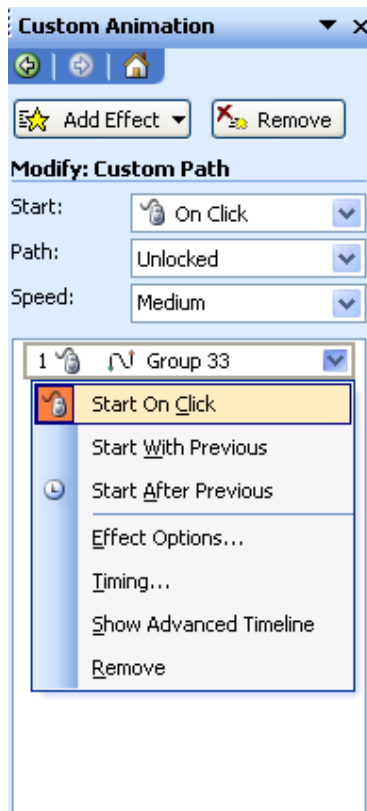 Custom Animation
Add Effect Remove
Modify: Custom Path
Start: On Click
Path: Unlocked
Speed: Medium
1 Group 33
Start On Click
Start With Previous
Start After Previous
Effect Options...
Timing...
Show Advanced Timeline
Remove